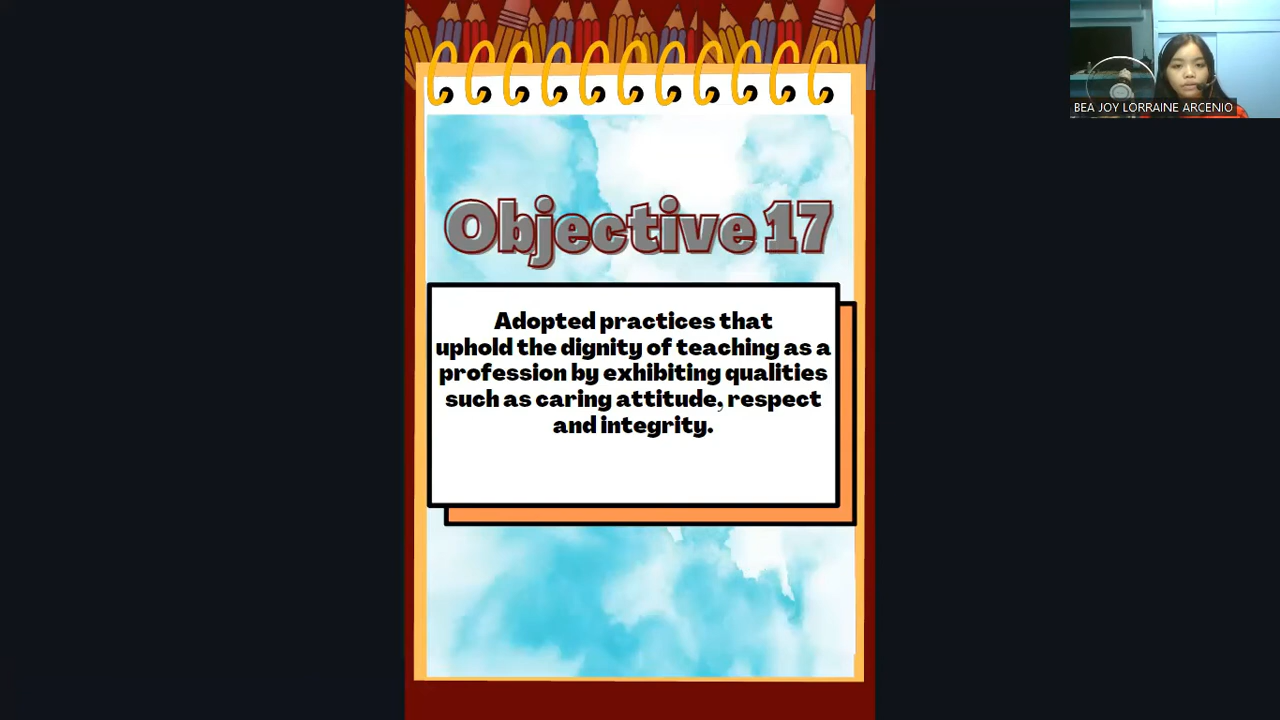 BEA JOY LORRAINE ARCENIO
Objective 17
Adopted practices that
uphold the dignity of teaching as a
profession by exhibiting qualities
such as caring attitude, respect
and integrity.